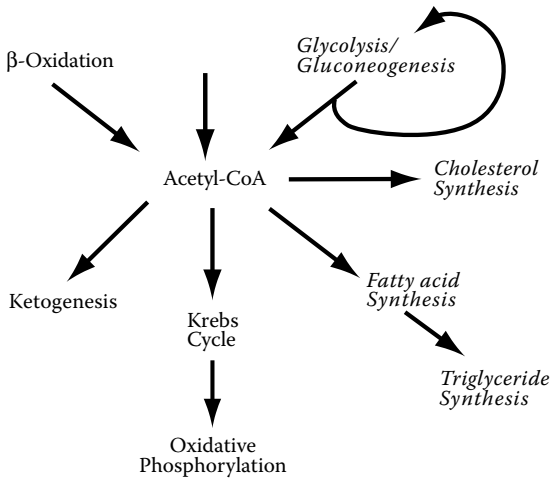 β-Oxidation
Glycolysis/
Gluconeogenesis
Acetyl-CoA
Cholesterol
Synthesis
Ketogenesis
Krebs
Cycle
Fatty acid
Synthesis
Triglyceride
Synthesis
Oxidative
Phosphorylation